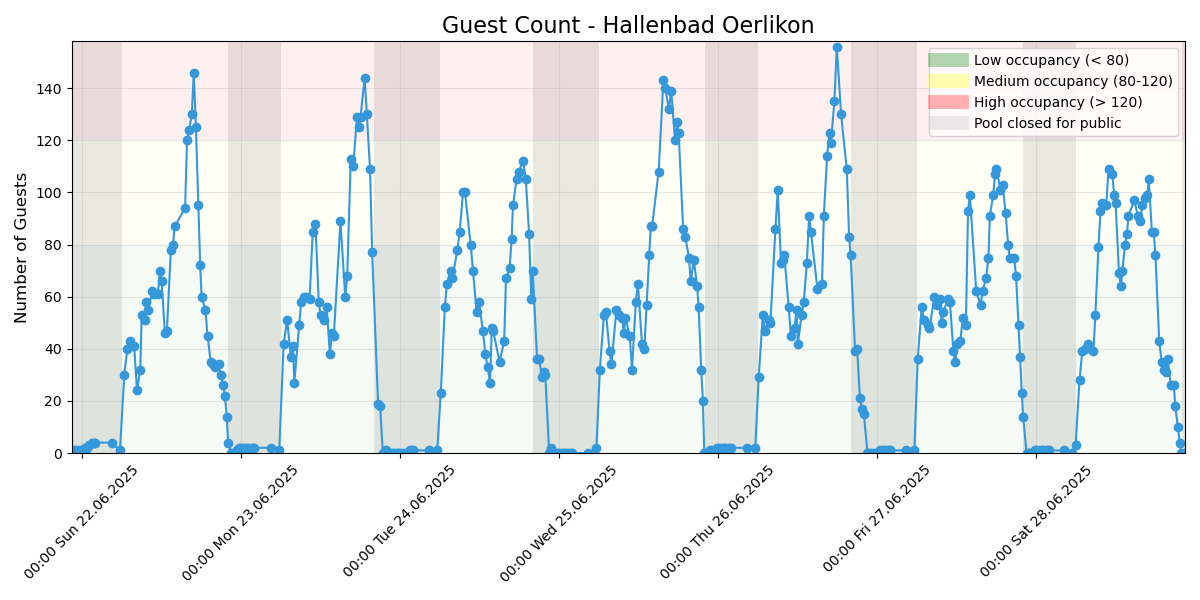 Guest Count - Hallenbad Oerlikon
Number of Guests
140
120
100
80
60
40
20
0
Low occupancy (< 80)
Medium occupancy (80-120)
High occupancy (> 120)
Pool closed for public
00:00 Sun 22.06.2025
00:00 Mon 23.06.2025
00:00 Tue 24.06.2025
00:00 Wed 25.06.2025
00:00 Thu 26.06.2025
00:00 Fri 27.06.2025
00:00 Sat 28.06.2025